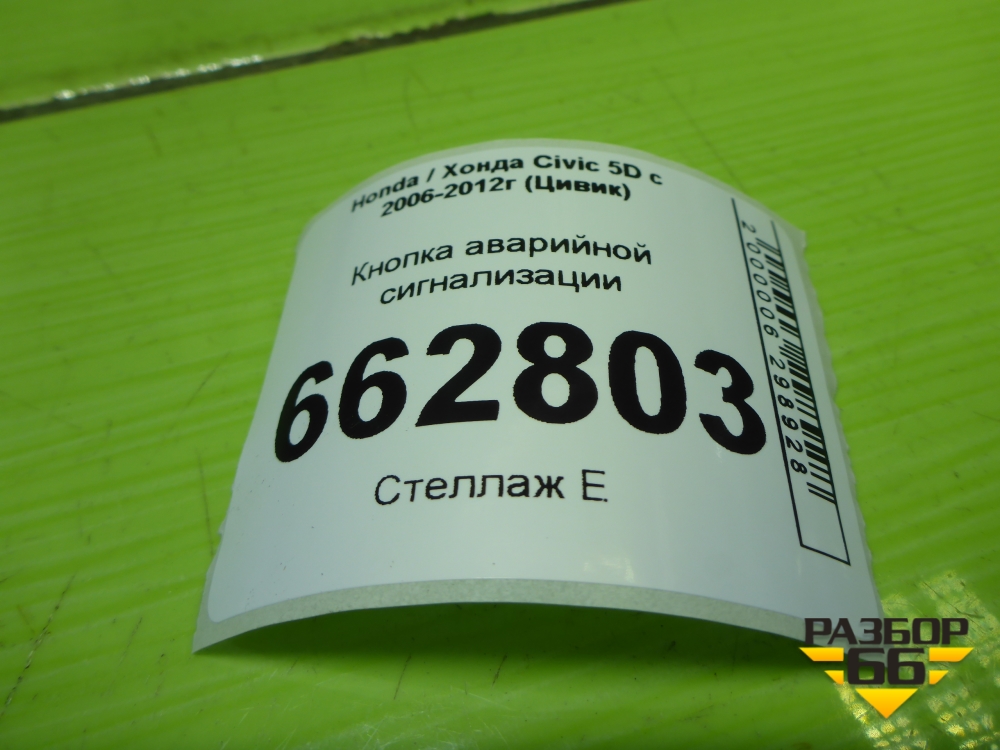 Honda / Хонда Civic 5D с
2006-2012г (Цивик)
Кнопка аварийной
сигнализации
662803
Стеллаж E
2000006298928
РАЗБОР
66